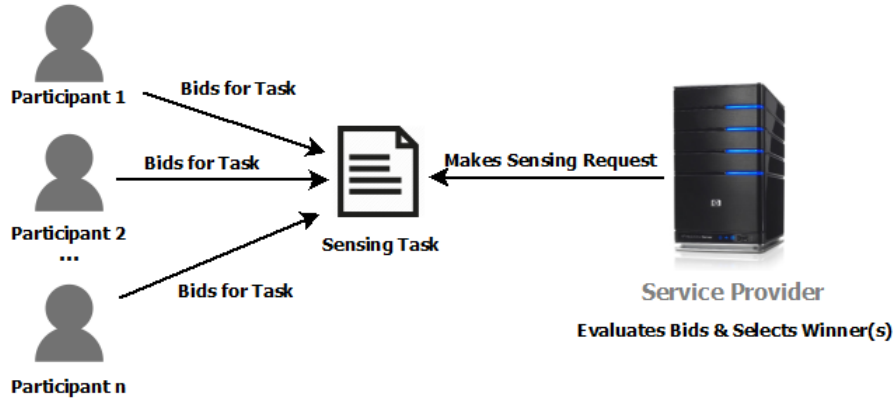 Participant 1
Bids for Task
Bids for Task
Makes Sensing Request
Participant 2
...
Sensing Task
Bids for Task
Participant n
hp
Service Provider
Evaluates Bids & Selects Winner(s)